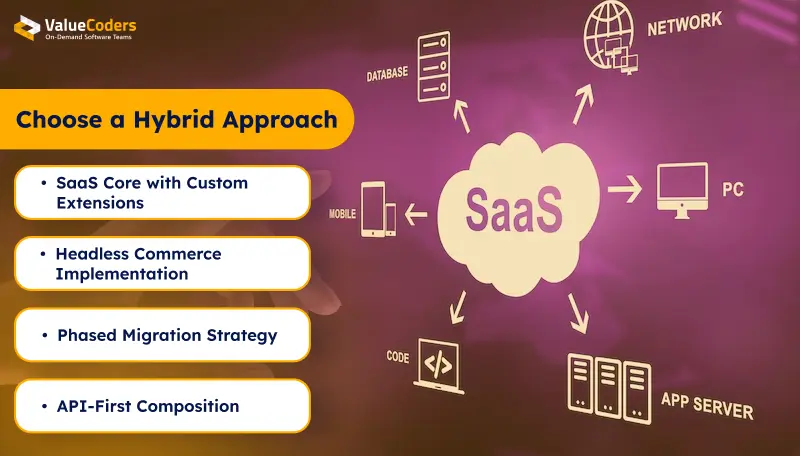 ValueCoders
On-Demand Software Teams
Choose a Hybrid Approach
• SaaS Core with Custom
Extensions
• Headless Commerce
Implementation
• Phased Migration Strategy
• API-First Composition
DATABASE
NETWORK
MOBILE
SaaS
PC
CODE
</>
APP SERVER